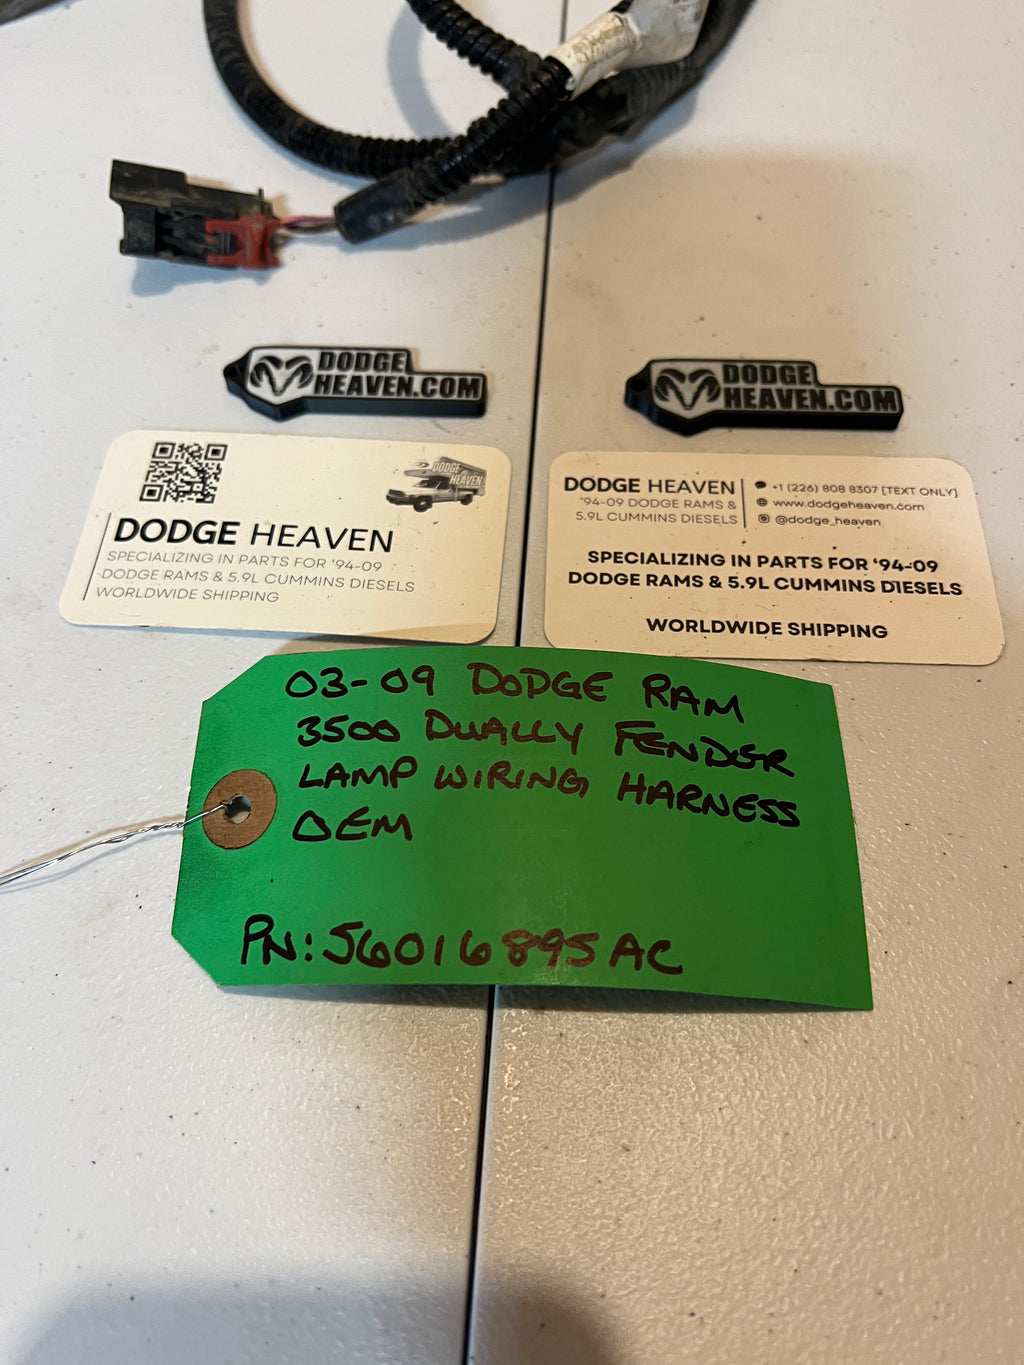 DODGE
HEAVEN.COM
DODGE
HEAVEN.COM
DODGE
HEAVEN
DODGE HEAVEN
SPECIALIZING IN PARTS FOR '94-09
DODGE RAMS & 5.9L CUMMINS DIESELS
WORLDWIDE SHIPPING
DODGE HEAVEN
'94-09 DODGE RAMS &
5.9L CUMMINS DIESELS
+1 (226) 808 8307 [TEXT ONLY]
www.dodgeheaven.com
@dodge_heaven
SPECIALIZING IN PARTS FOR '94-09
DODGE RAMS & 5.9L CUMMINS DIESELS
WORLDWIDE SHIPPING
03-09 DODGE RAM
3500 DUALLY FENDER
LAMP WIRING HARNESS
OEM
PN: 56016895AC